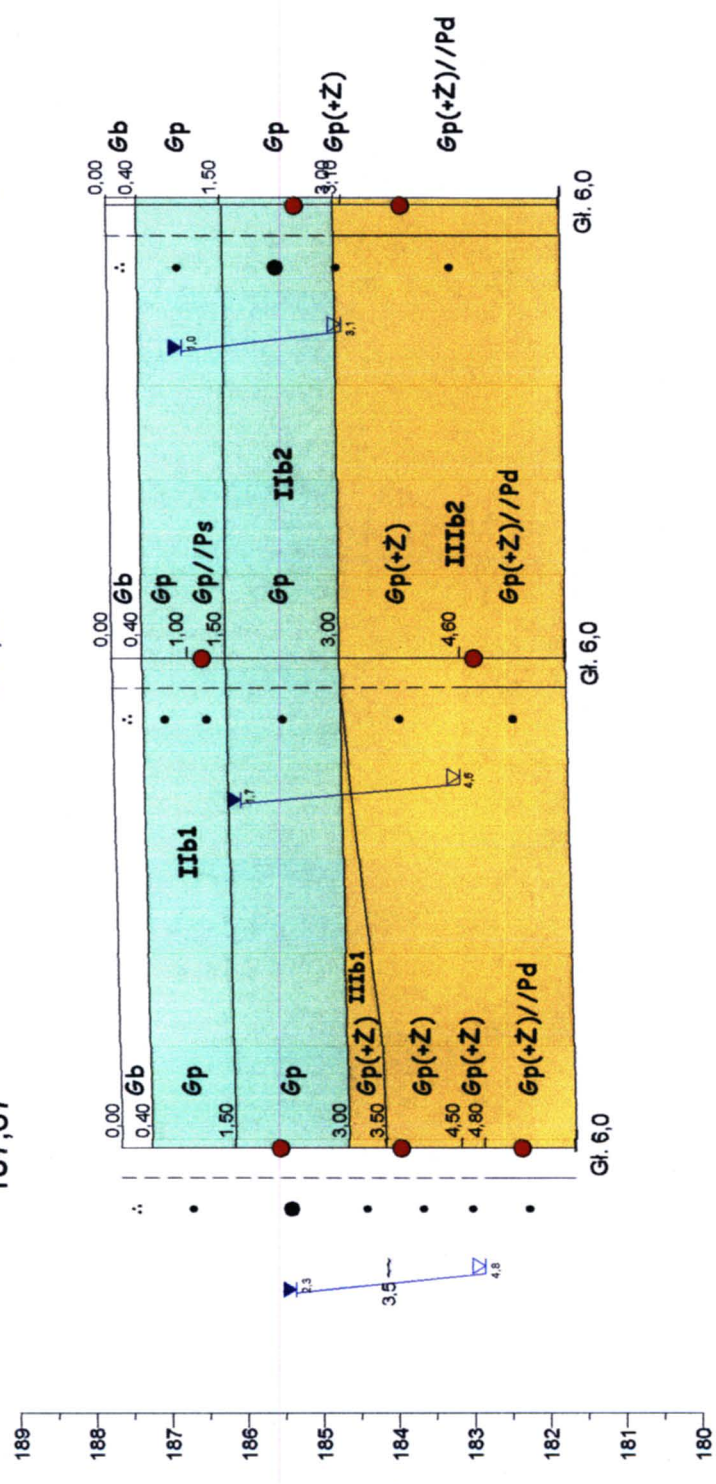 189
188
187
186
185
184
183
182
181
180
2,3
3,5 ~~
4,8
0,00
0,40
Gb
Gp
1,50
Gp
3,00
Gp(+Ż)
IIIb1
3,50
Gp(+Ż)
4,50
4,80
Gp(+Ż)
Gp(+Ż)//Pd
Gł. 6,0
IIb1
1,7
0,00
0,40
Gb
Gp
1,00
Gp//Ps
1,50
Gp
3,00
Gp(+Ż)
4,60
Gp(+Ż)//Pd
Gł. 6,0
IIb2
IIIb2
1,0
3,1
0,00
0,40
Gb
Gp
1,50
Gp
3,00
3,10
Gp(+Ż)
Gp(+Ż)//Pd
Gł. 6,0